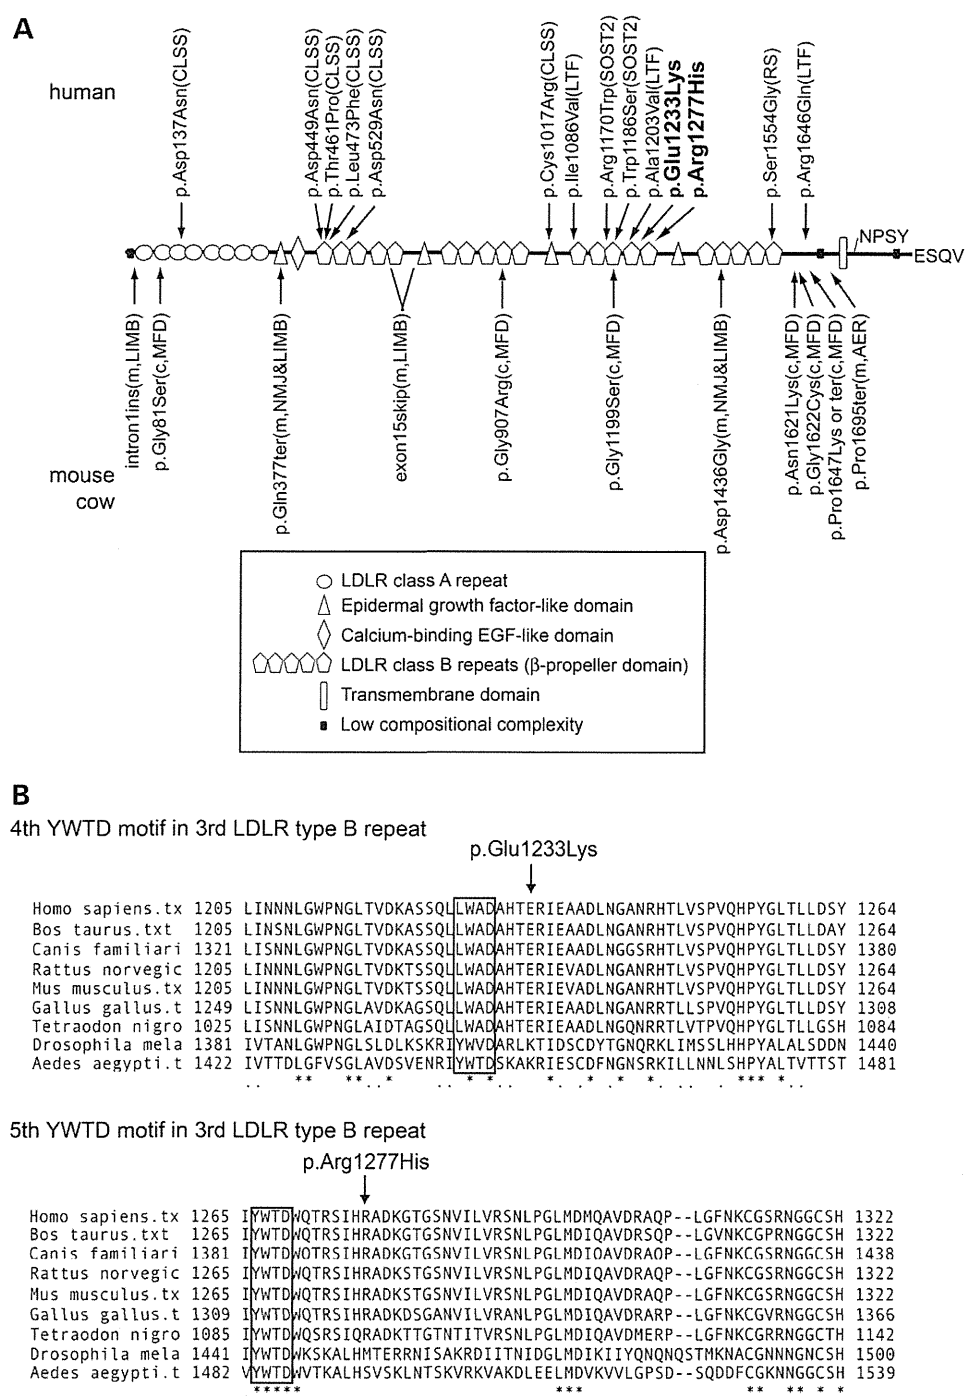 A
human
p.Asp137Asn(CLSS)
p.Asp449Asn(CLSS)
p.Thr461Pro(CLSS)
p.Leu473Phe(CLSS)
p.Asp529Asn(CLSS)
p.Cys1017Arg(CLSS)
p.Ile1086Val(LTF)
p.Arg1170Trp(SOST2)
p.Trp1186Ser(SOST2)
p.Ala1203Val(LTF)
p.Glu1233Lys
p.Arg1277His
p.Ser1554Gly(RS)
p.Arg1646Gln(LTF)
NPSY
ESQV
intron1ins(m,LIMB)
p.Gly81Ser(c,MFD)
p.Gln377ter(m,NMJ&LIMB)
exon15skip(m,LIMB)
p.Gly907Arg(c,MFD)
p.Gly1199Ser(c,MFD)
p.Asp1436Gly(m,NMJ&LIMB)
p.Asn1621Lys(c,MFD)
p.Gly1622Cys(c,MFD)
p.Pro1647Lys or ter(c,MFD)
p.Pro1695ter(m,AER)
mouse
cow
LDLR class A repeat
Epidermal growth factor-like domain
Calcium-binding EGF-like domain
LDLR class B repeats (β-propeller domain)
Transmembrane domain
Low compositional complexity
B
4th YWTD motif in 3rd LDLR type B repeat
p.Glu1233Lys
Homo sapiens.tx 1205 LINNNLGWPNGLTVDKASSQLLWADAHTERIEAADLNGANRHTLVSPVQHPYGLTLLDSY 1264
Bos taurus.txt 1205 LINSNLGWPNGLTVDKASSQLLWADAHTERIEAADLNGANRHTLVSPVQHPYGLTLLDAY 1264
Canis familiari 1321 LISNNLGWPNGLTVDKASSQLLWADAHTERIEAADLNGGSRHTLVSPVQHPYGLTLLDSY 1380
Rattus norvegic 1205 LINNNLGWPNGLTVDKTSSQLLWADAHTERIEVADLNGANRHTLVSPVQHPYGLTLLDSY 1264
Mus musculus.tx 1205 LINNNLGWPNGLTVDKTSSQLLWADAHTERIEVADLNGANRHTLVSPVQHPYGLTLLDSY 1264
Gallus gallus.t 1249 LISNNLGWPNGLAVDKAGSQLLWADAHTERIEAADLNGANRRTLLSPVQHPYGLTLLDSY 1308
Tetraodon nigro 1025 LISNNLGWPNGLAIDTAGSQLLWADAHTERIEAADLNGQNRRTLVTPVQHPYGLTLLGSH 1084
Drosophila mela 1381 IVTANLGWPNGLSLDLKSKRIYWVDARLKTIDSCDYTGNQRKLIMSSLHHPYALALSDDN 1440
Aedes aegypti.t 1422 IVTTDLGFVSGLAVDSVENRIYWTDSKAKRIESCDFNGNSRKILLNNLSHPYALTVTTST 1481
5th YWTD motif in 3rd LDLR type B repeat
p.Arg1277His
Homo sapiens.tx 1265 IYWTDWQTRSIHRADKGTGSNVILVRSNLPGLMDMQAVDRAQP--LGFNKCGSRNGGCSH 1322
Bos taurus.txt 1265 IYWTDWQTRSIHRADKGTGSNVILVRSNLPGLMDIQAVDRSQP--LGVNKCGPRNGGCSH 1322
Canis familiari 1381 IYWTDWQTRSIHRADKGTGSNVILVRSNLPGLMDIQAVDRAQP--LGFNKCGSRNGGCSH 1438
Rattus norvegic 1265 IYWTDWQTRSIHRADKSTGSNVILVRSNLPGLMDIQAVDRAQP--LGFNKCGSRNGGCSH 1322
Mus musculus.tx 1265 IYWTDWQTRSIHRADKSTGSNVILVRSNLPGLMDIQAVDRAQP--LGFNKCGSRNGGCSH 1322
Gallus gallus.t 1309 IYWTDWQTRSIHRADKDSGANVILVRANLPGLMDIQAVDRARP--LGFNKCGVRNGGCSH 1366
Tetraodon nigro 1085 IYWTDWQSRSIQRADKTTGTNTITVRSNLPGLMDIQAVDMERP--LGFNKCGRRNGGCTH 1142
Drosophila mela 1441 IYWTDWKSKALHMTERRNISAKRDIITNIDGLMDIKIIYQNQNQSTMKNACGNNNGNCSH 1500
Aedes aegypti.t 1482 VYWTDWVTKALHSVSKLNTSKVRKVAKDLEELMDVKVVLGPSD--SQDDFCGKNNGNCSH 1539